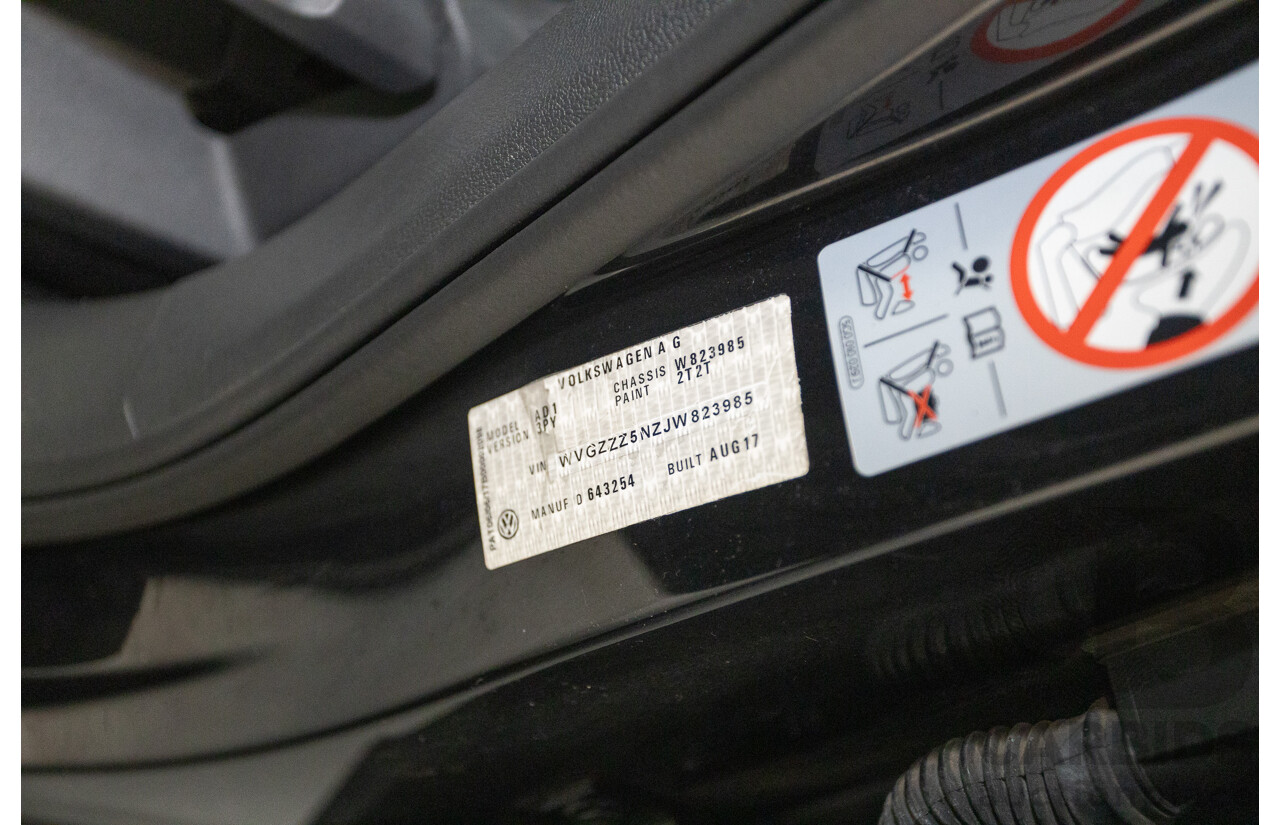 VOLKSWAGEN A G
MODEL AD1 CHASSIS W823985
VERSION 3PY PAINT 2T2T
VIN WVGZZZ5NZJW823985
MANUF D 643254 BUILT AUG17